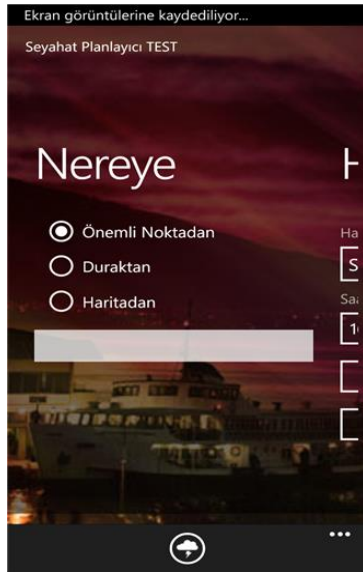 Ekran görüntülerine kaydediliyor...
Seyahat Planlayıcı TEST
Nereye
Önemli Noktadan
Duraktan
Haritadan